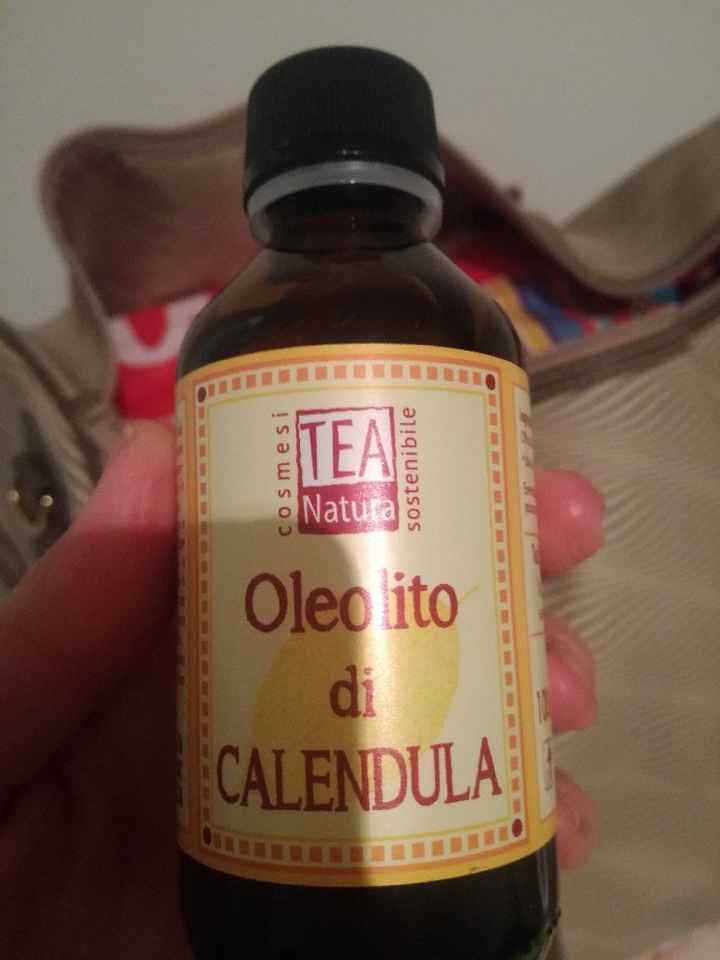 cosmesi
TEA
Natura
sostenibile
Oleolito
di
CALENDULA